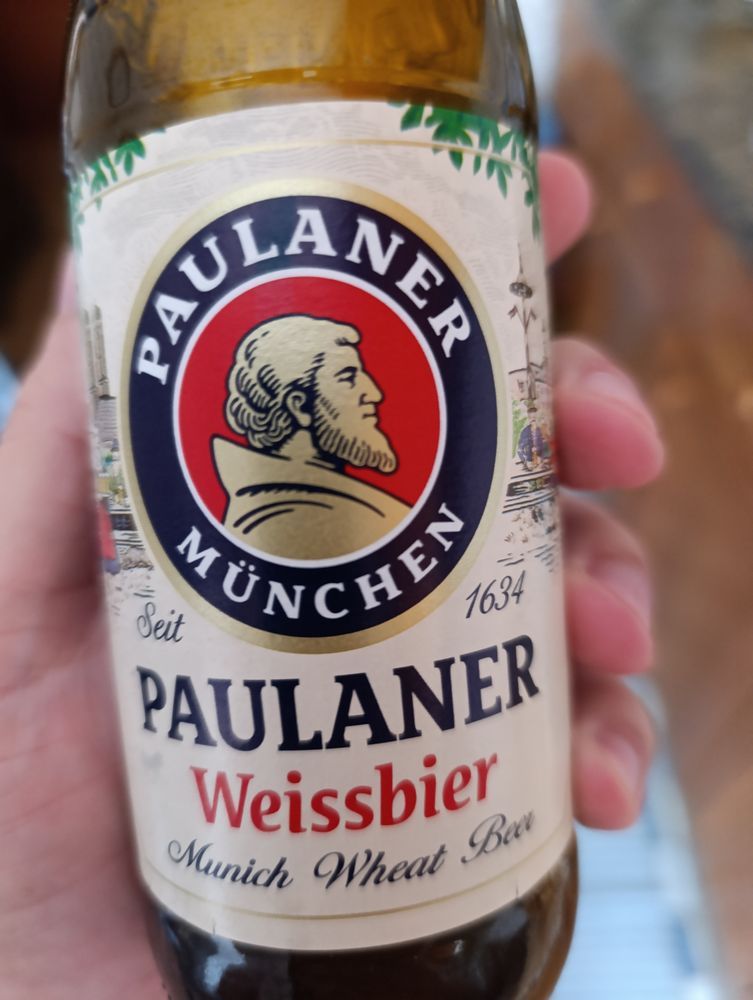 PAULANER
MÜNCHEN
Seit 1634
PAULANER
Weissbier
Munich Wheat Beer